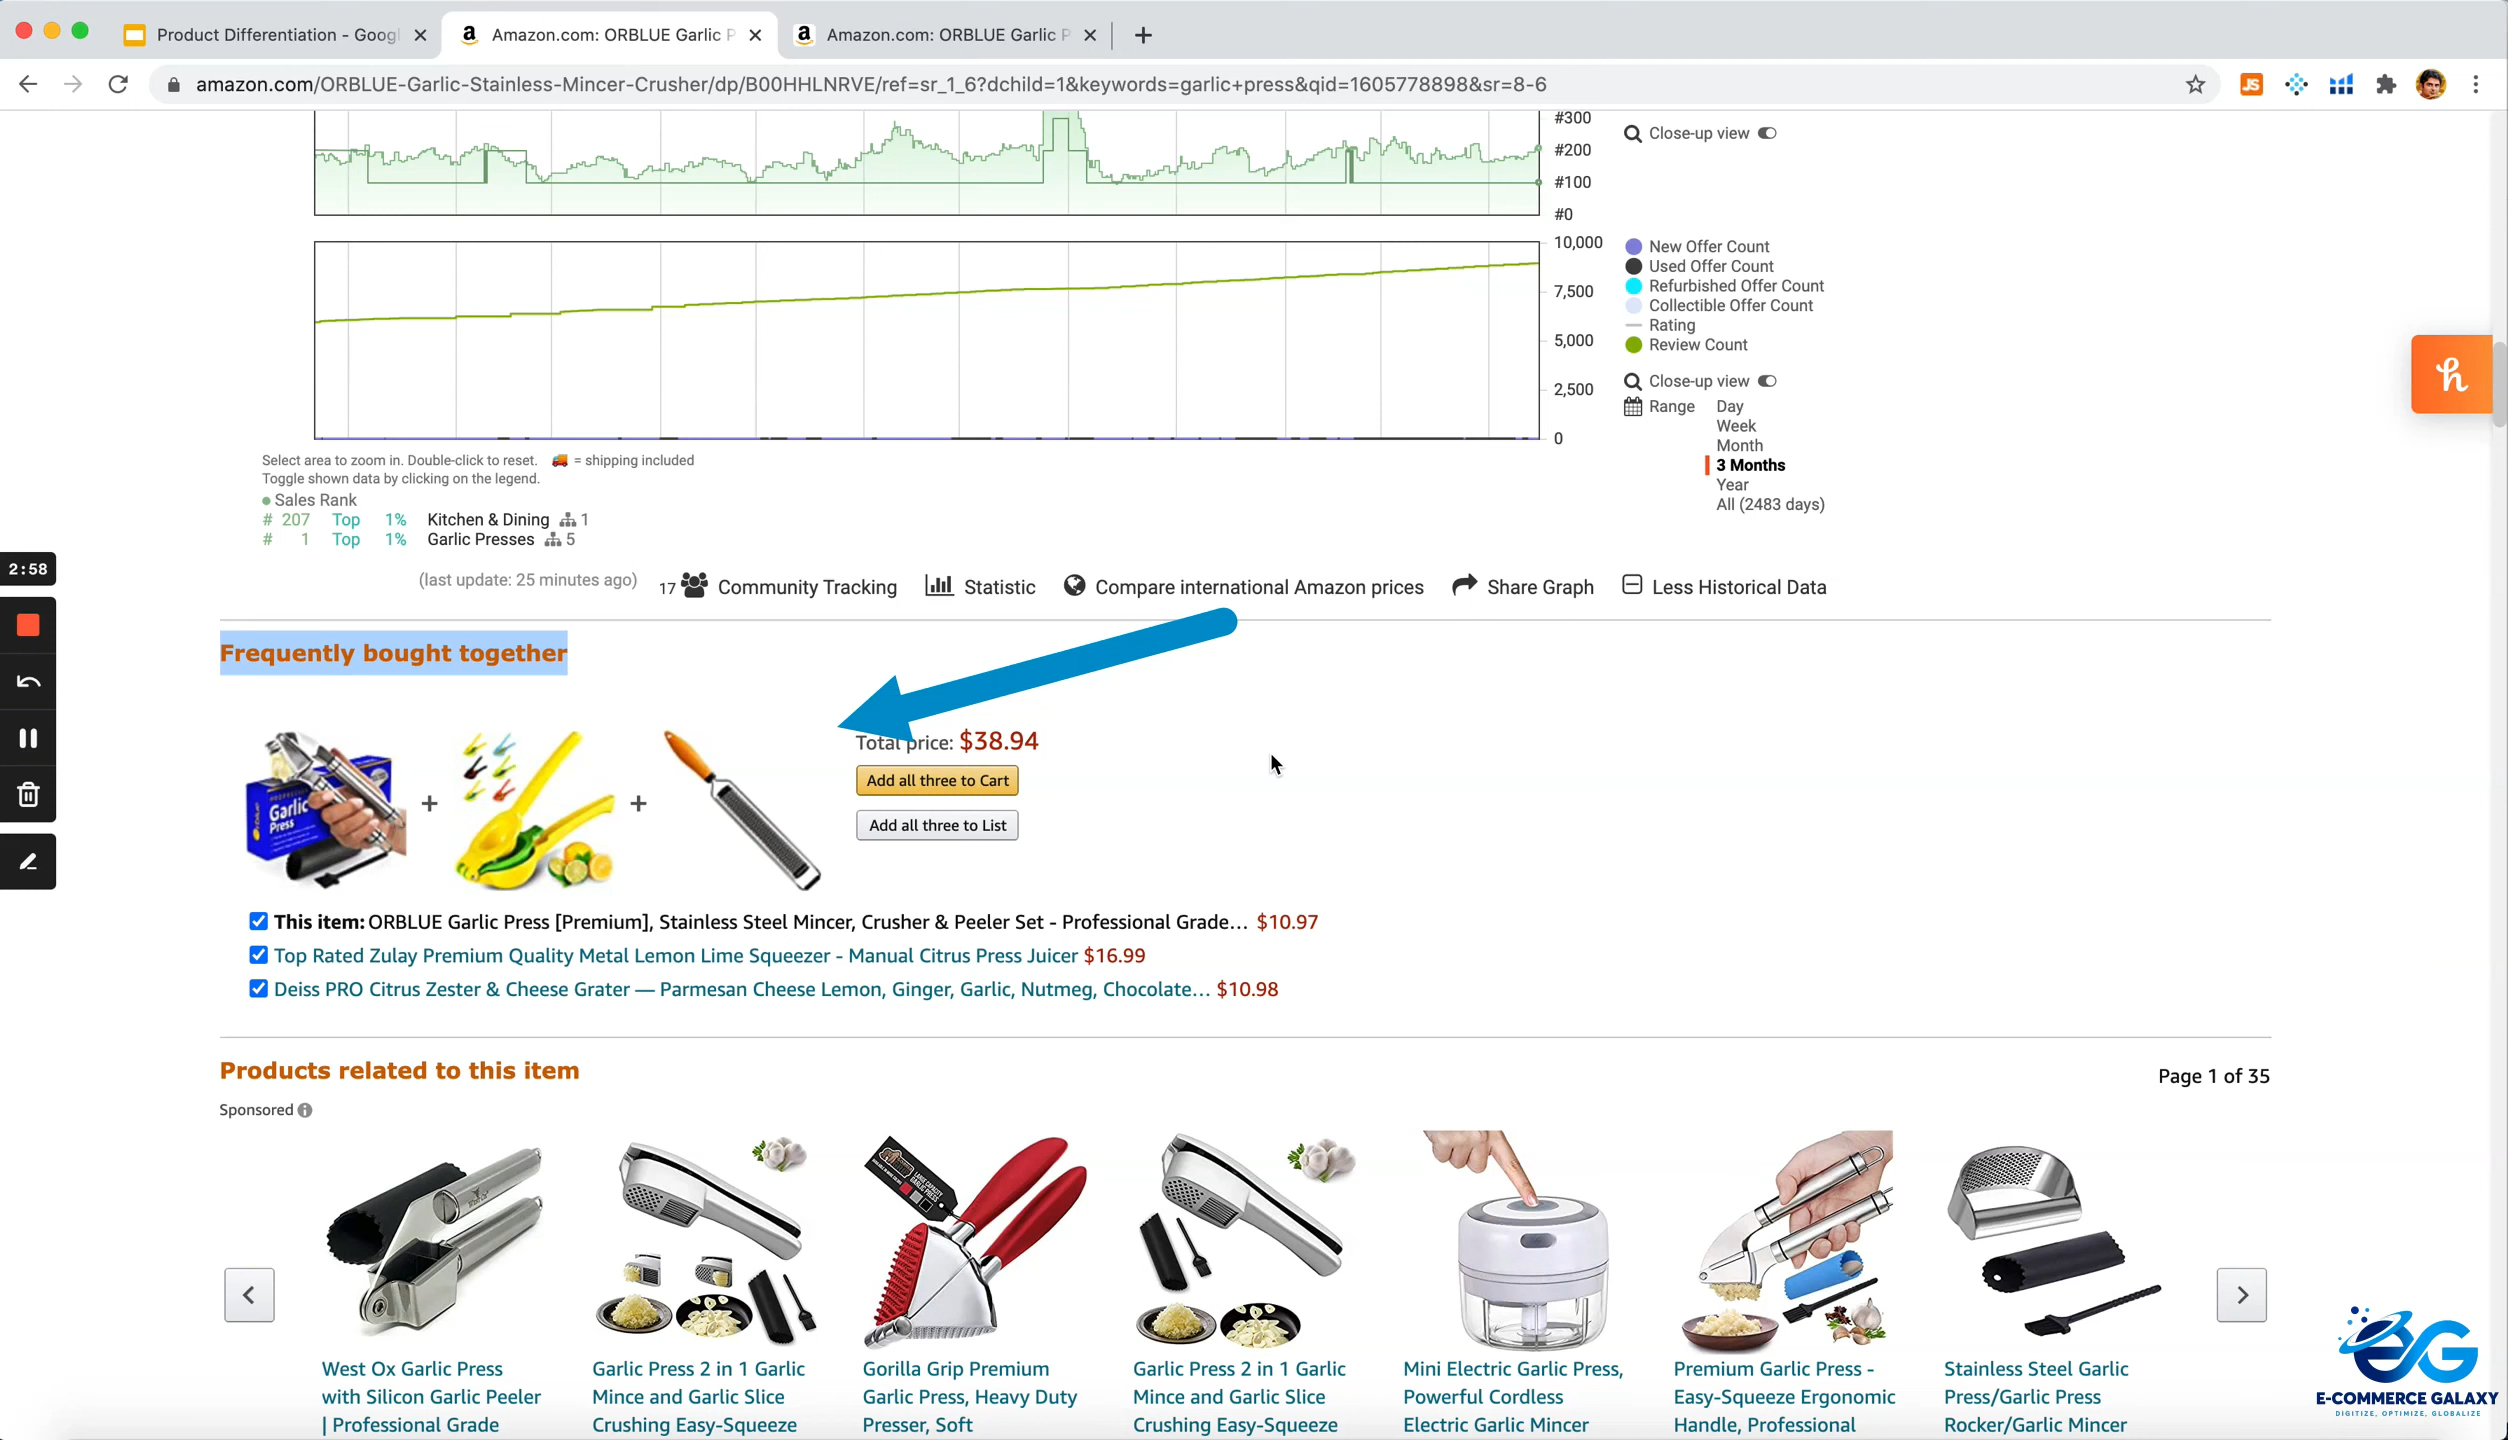 Product Differentiation - Googl
Amazon.com: ORBLUE Garlic P
Amazon.com: ORBLUE Garlic P
amazon.com/ORBLUE-Garlic-Stainless-Mincer-Crusher/dp/B00HHLNRVE/ref=sr_1_6?dchild=1&keywords=garlic+press&qid=1605778898&sr=8-6
JS
#300
#200
#100
#0
Close-up view
10,000
7,500
5,000
2,500
0
New Offer Count
Used Offer Count
Refurbished Offer Count
Collectible Offer Count
Rating
Review Count
Close-up view
Range
Day
Week
Month
3 Months
Year
All (2483 days)
h
Select area to zoom in. Double-click to reset. = shipping included
Toggle shown data by clicking on the legend.
Sales Rank
# 207 Top 1% Kitchen & Dining 1
# 1 Top 1% Garlic Presses 5
(last update: 25 minutes ago) 17 Community Tracking Statistic Compare international Amazon prices Share Graph Less Historical Data
2:58
Frequently bought together
Garlic
Press
+ +
Total price: $38.94
Add all three to Cart
Add all three to List
This item: ORBLUE Garlic Press [Premium], Stainless Steel Mincer, Crusher & Peeler Set - Professional Grade... $10.97
Top Rated Zulay Premium Quality Metal Lemon Lime Squeezer - Manual Citrus Press Juicer $16.99
Deiss PRO Citrus Zester & Cheese Grater — Parmesan Cheese Lemon, Ginger, Garlic, Nutmeg, Chocolate... $10.98
Products related to this item
Page 1 of 35
Sponsored
LARGE CAPACITY
GARLIC PRESS
West Ox Garlic Press
with Silicon Garlic Peeler
| Professional Grade
Garlic Press 2 in 1 Garlic
Mince and Garlic Slice
Crushing Easy-Squeeze
Gorilla Grip Premium
Garlic Press, Heavy Duty
Presser, Soft
Garlic Press 2 in 1 Garlic
Mince and Garlic Slice
Crushing Easy-Squeeze
Mini Electric Garlic Press,
Powerful Cordless
Electric Garlic Mincer
Premium Garlic Press -
Easy-Squeeze Ergonomic
Handle, Professional
Stainless Steel Garlic
Press/Garlic Press
Rocker/Garlic Mincer
eG
E-COMMERCE GALAXY
DIGITIZE, OPTIMIZE, GLOBALIZE